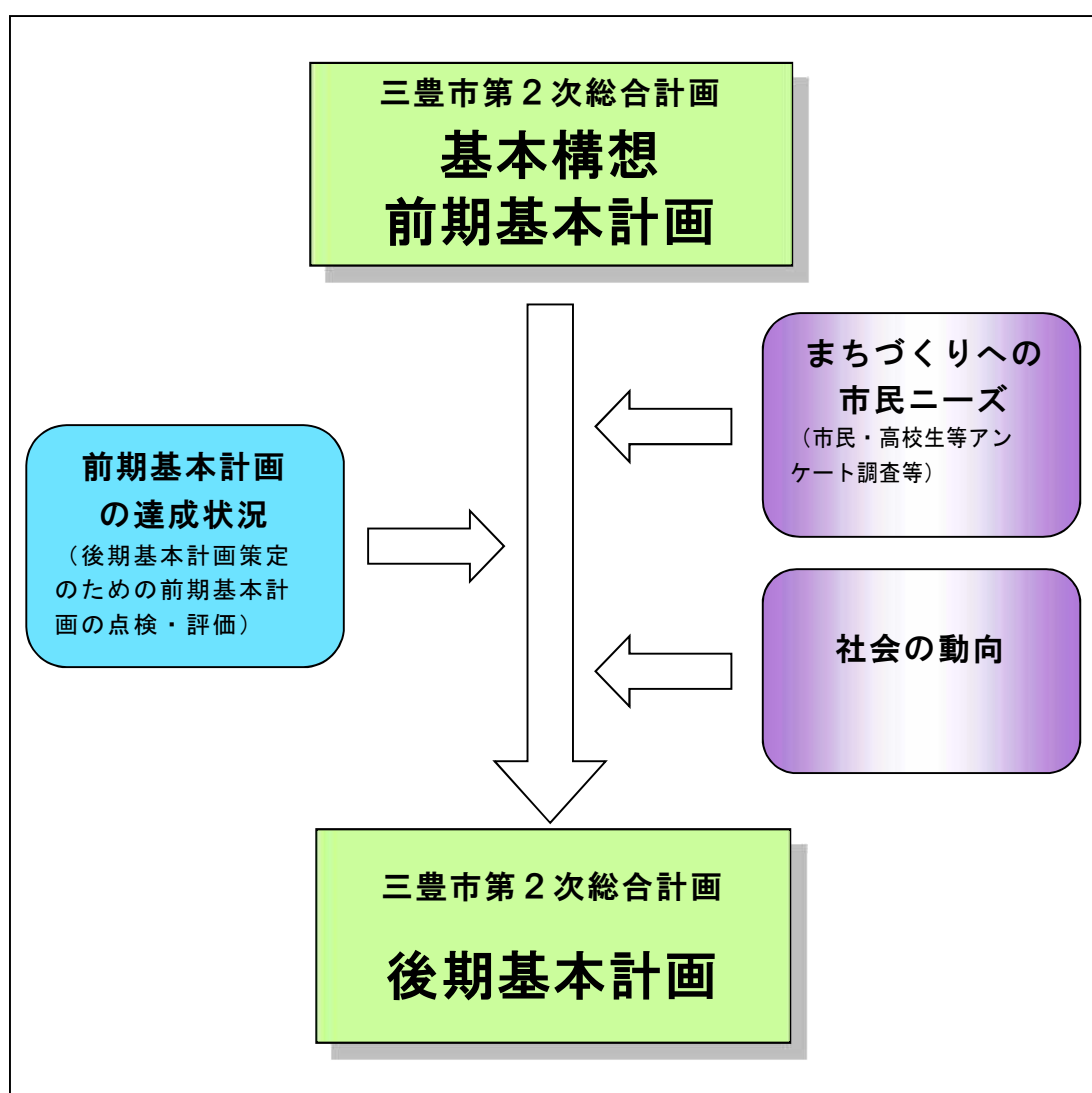 三豊市第２次総合計画
基本構想
前期基本計画
まちづくりへの
市民ニーズ
（市民・高校生等アン
ケート調査等）
前期基本計画
の達成状況
（後期基本計画策定
のための前期基本計
画の点検・評価）
社会の動向
三豊市第２次総合計画
後期基本計画